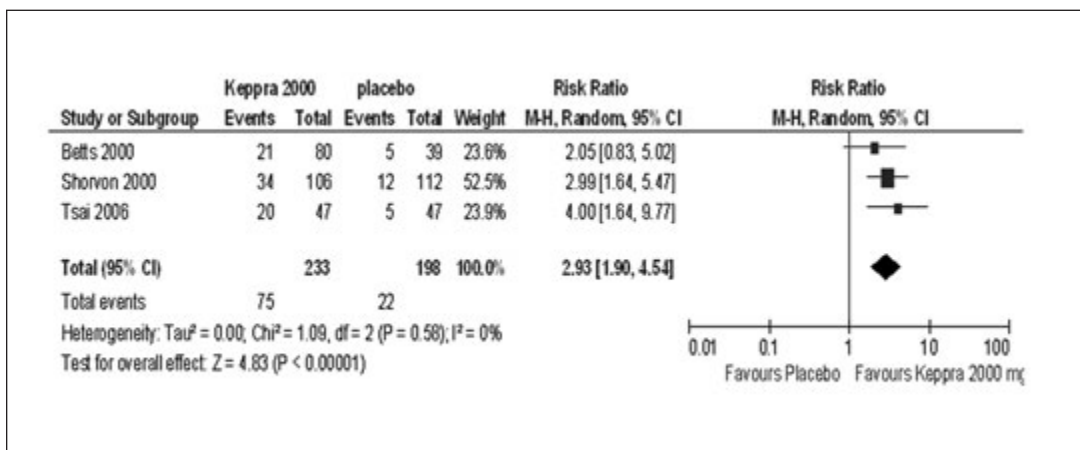 Keppra 2000 placebo Risk Ratio Risk Ratio
Study or Subgroup Events Total Events Total Weight M-H, Random, 95% CI M-H, Random, 95% CI
Betts 2000 21 80 5 39 23.6% 2.05 [0.83, 5.02]
Shorvon 2000 34 106 12 112 52.5% 2.99 [1.64, 5.47]
Tsai 2006 20 47 5 47 23.9% 4.00 [1.64, 9.77]
Total (95% CI) 233 198 100.0% 2.93 [1.90, 4.54]
Total events 75 22
Heterogeneity: Tau² = 0.00; Chi² = 1.09, df = 2 (P = 0.58); I² = 0%
Test for overall effect: Z = 4.83 (P < 0.00001)
0.01 0.1 1 10 100
Favours Placebo Favours Keppra 2000 mg